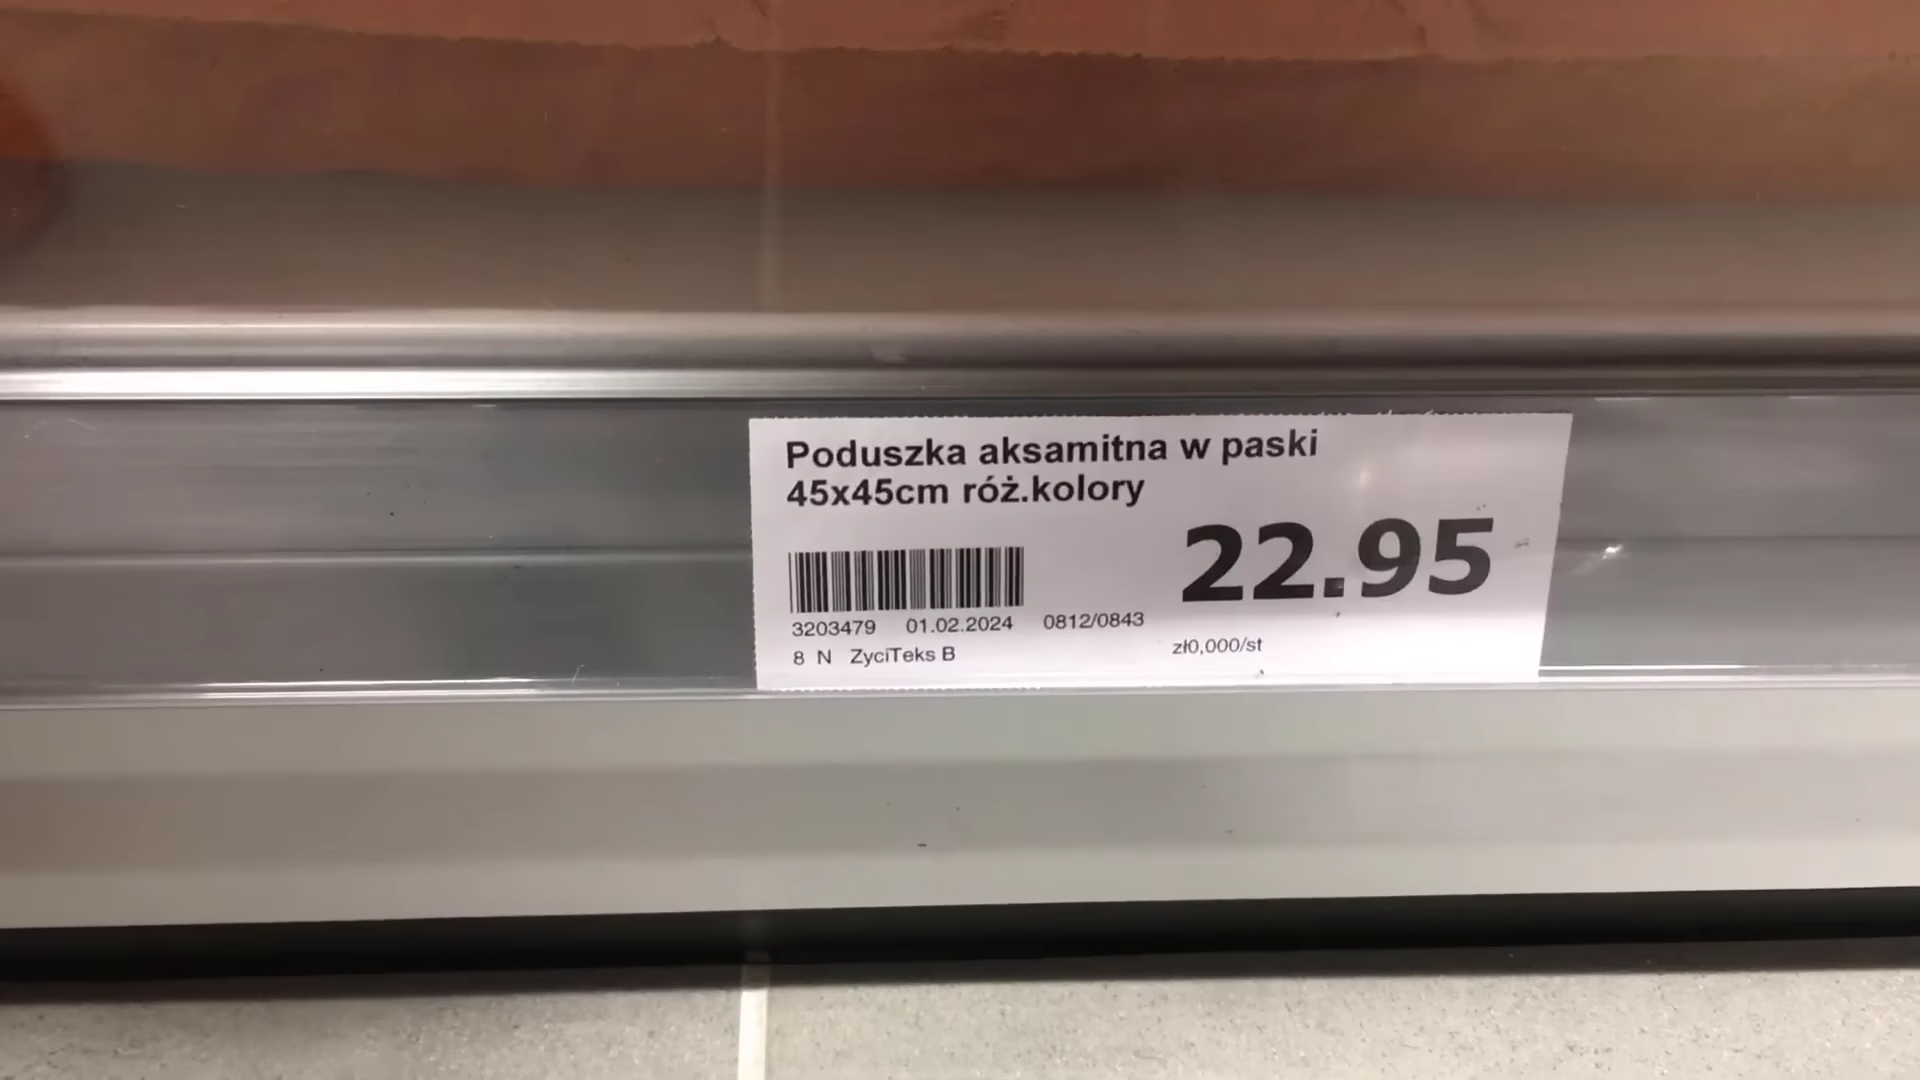 Poduszka aksamitna w paski
45x45cm róż.kolory
22.95
3203479 01.02.2024 0812/0843
8 N ZyciTeks B zł0,000/st